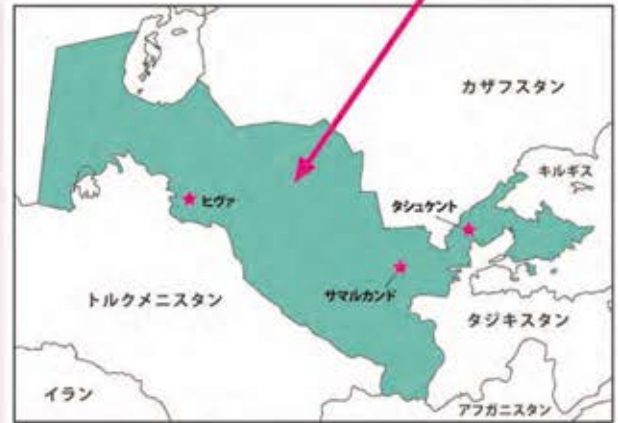 カザフスタン
キルギス
タシュケント
ヒヴァ
サマルカンド
トルクメニスタン
タジキスタン
イラン
アフガニスタン